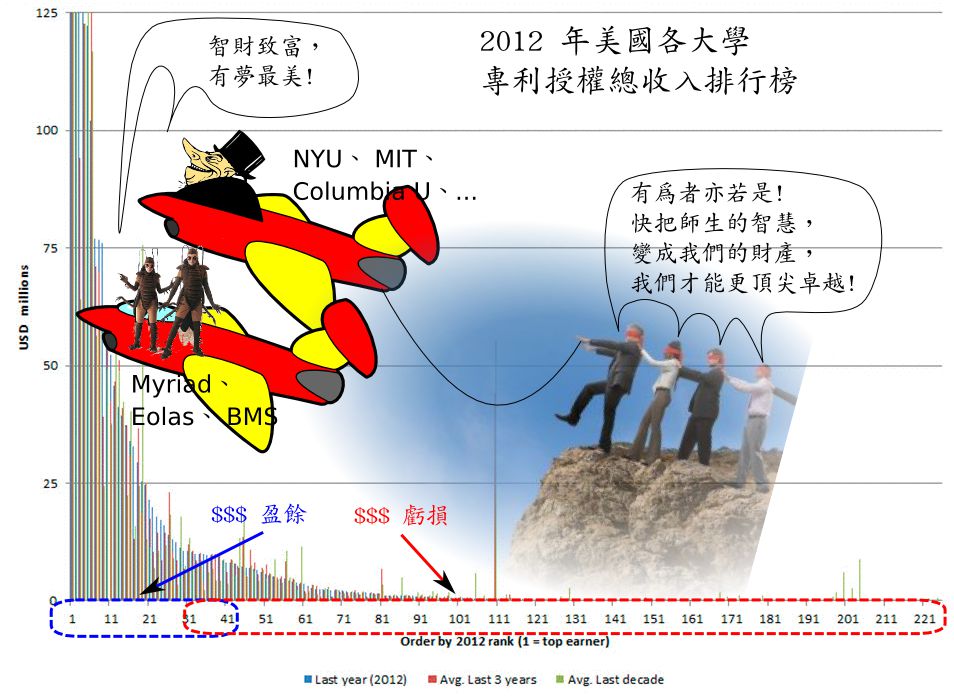 2012 年美國各大學
專利授權總收入排行榜
智財致富，
有夢最美!
NYU、 MIT、
Columbia U、...
有為者亦若是!
快把師生的智慧，
變成我們的財產，
我們才能更頂尖卓越!
Myriad、
Eolas、 BMS
$$$ 盈餘
$$$ 虧損
USD millions
125
100
75
50
25
0
1 11 21 31 41 51 61 71 81 91 101 111 121 131 141 151 161 171 181 191 201 211 221
Order by 2012 rank (1 = top earner)
Last year (2012) Avg. Last 3 years Avg. Last decade